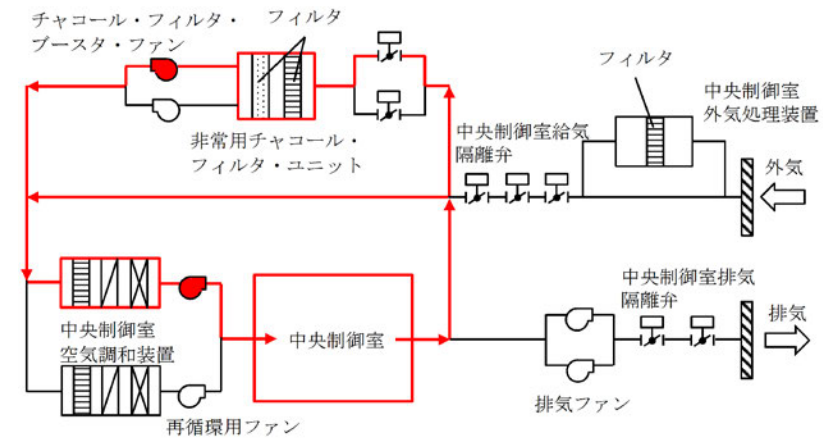 チャコール・フィルタ・
ブースタ・ファン
フィルタ
非常用チャコール・
フィルタ・ユニット
フィルタ
中央制御室
外気処理装置
中央制御室給気
隔離弁
外気
中央制御室
空気調和装置
再循環用ファン
中央制御室
中央制御室排気
隔離弁
排気
排気ファン